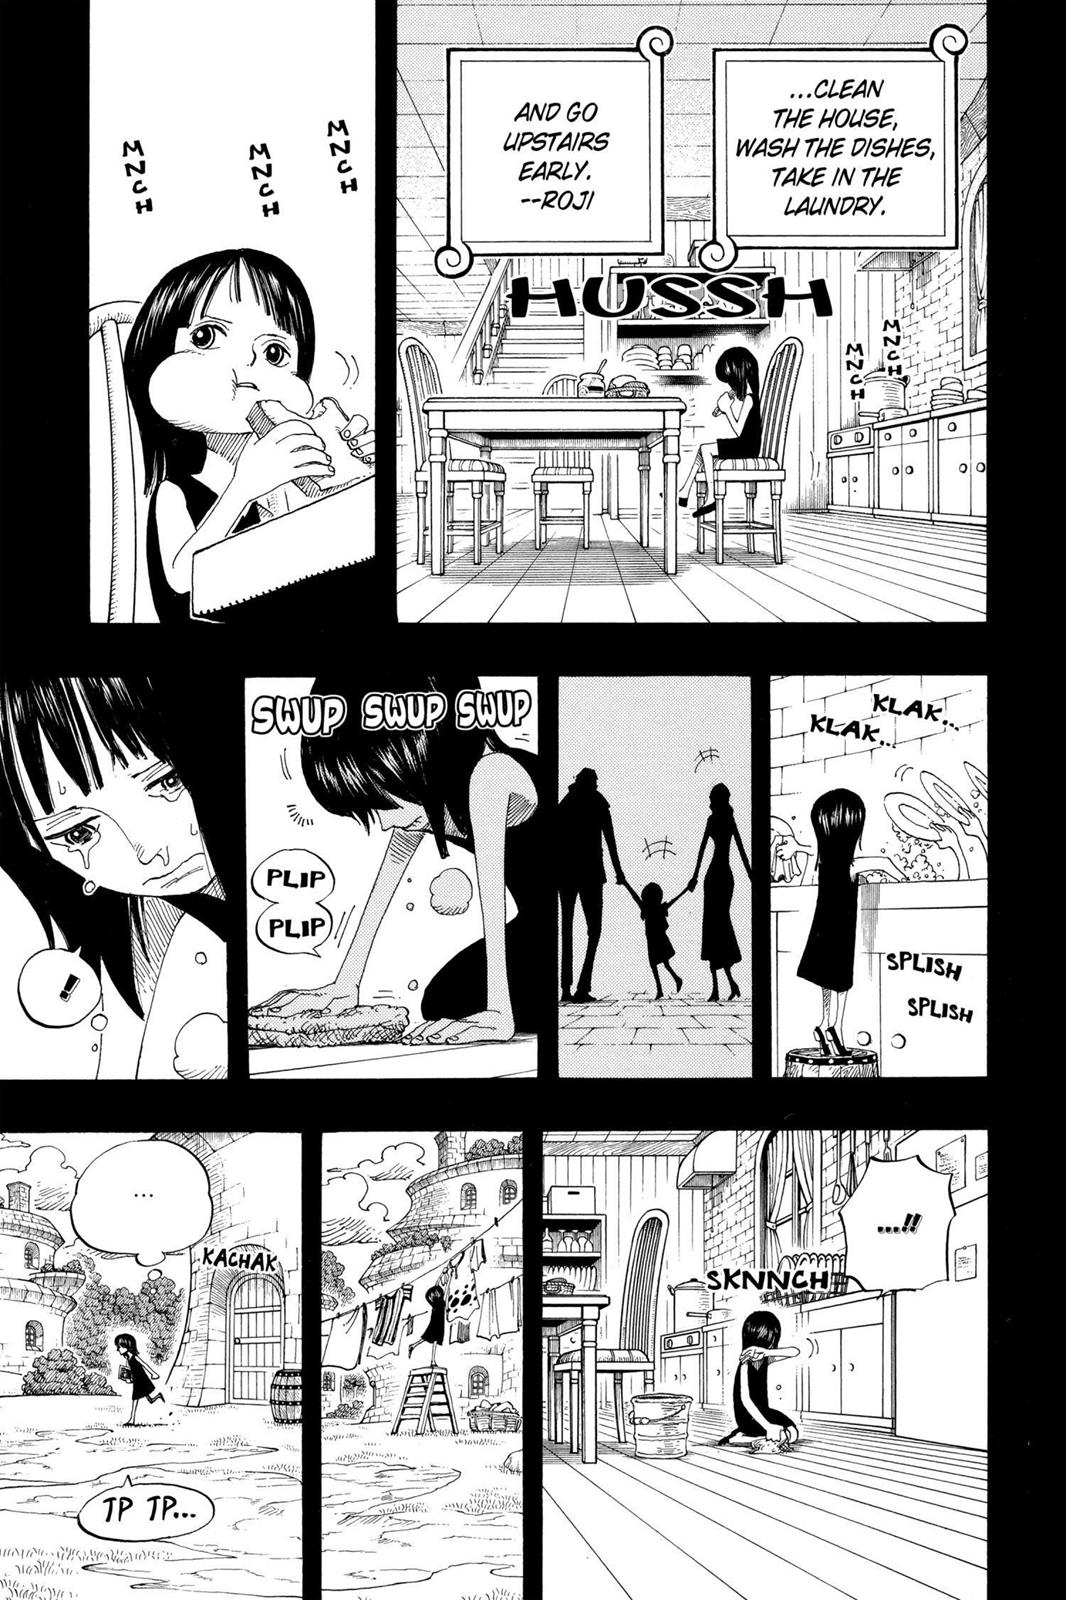 ...CLEAN
THE HOUSE,
WASH THE DISHES,
TAKE IN THE
LAUNDRY.
AND GO
UPSTAIRS
EARLY.
--ROJI
HUSSH
MNCH
MNCH
MNCH
MNCH
MNCH
KLAK...
KLAK...
SPLISH
SPLISH
SWUP SWUP SWUP
PLIP
PLIP
!!
....!!
SKNNCH
KACHAK
...
TP TP...